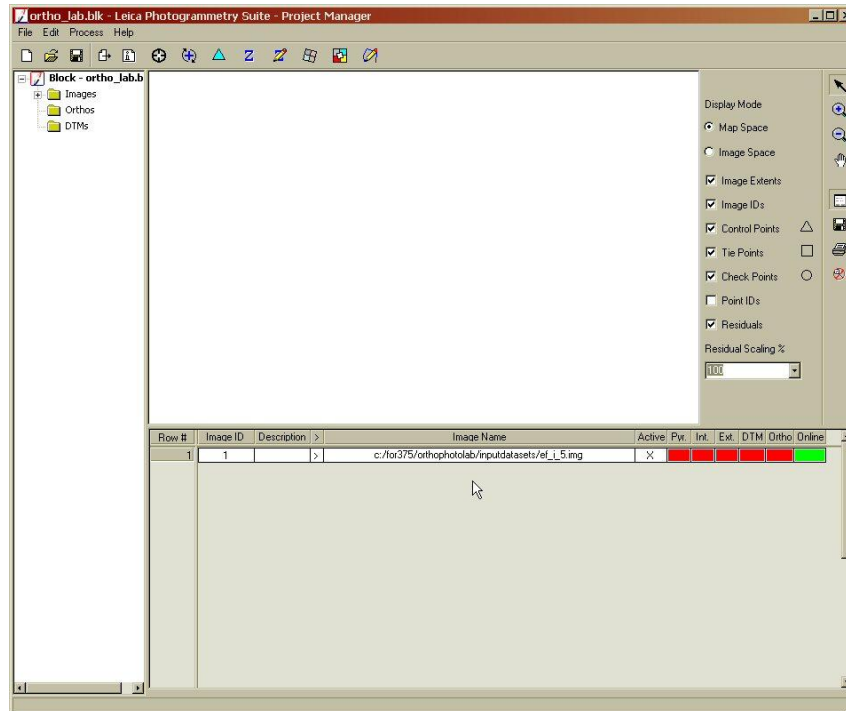 ortho_lab.blk - Leica Photogrammetry Suite - Project Manager
File Edit Process Help
Block - ortho_lab.b
Images
Orthos
DTMs
Display Mode
Map Space
Image Space
Image Extents
Image IDs
Control Points
Tie Points
Check Points
Point IDs
Residuals
Residual Scaling %
100
Row # Image ID Description > Image Name Active Pyr. Int. Ext. DTM Ortho Online
1 1 > c:/for375/orthophotolab/inputdatasets/ef_i_5.img X